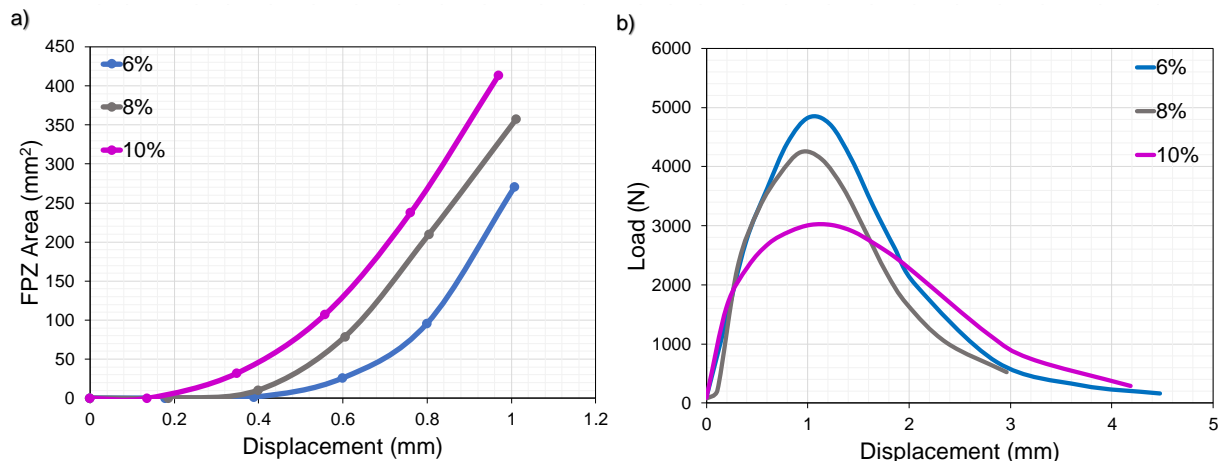 a)
450
400
350
300
250
200
150
100
50
0
FPZ Area (mm²)
6%
8%
10%
0 0.2 0.4 0.6 0.8 1 1.2
Displacement (mm)
b)
6000
5000
4000
3000
2000
1000
0
Load (N)
6%
8%
10%
0 1 2 3 4 5
Displacement (mm)